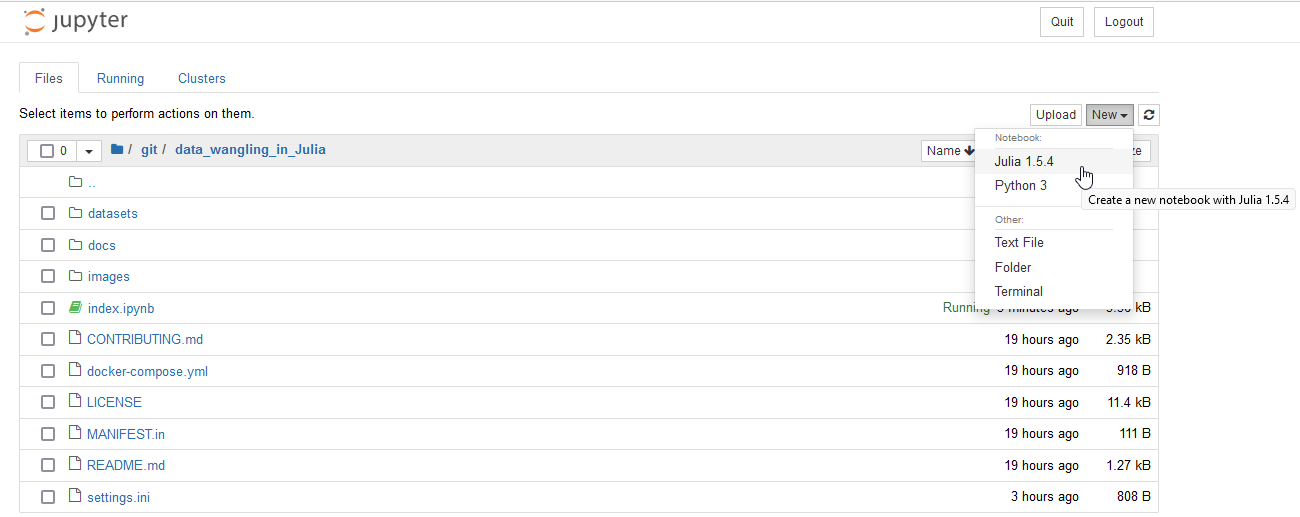 jupyter
Quit Logout
Files Running Clusters
Select items to perform actions on them.
Upload New
0 / git / data_wangling_in_Julia
Name ze
Notebook:
Julia 1.5.4
Python 3
Create a new notebook with Julia 1.5.4
Other:
Text File
Folder
Terminal
..
datasets
docs
images
index.ipynb Running minutes ago kB
CONTRIBUTING.md 19 hours ago 2.35 kB
docker-compose.yml 19 hours ago 918 B
LICENSE 19 hours ago 11.4 kB
MANIFEST.in 19 hours ago 111 B
README.md 19 hours ago 1.27 kB
settings.ini 3 hours ago 808 B